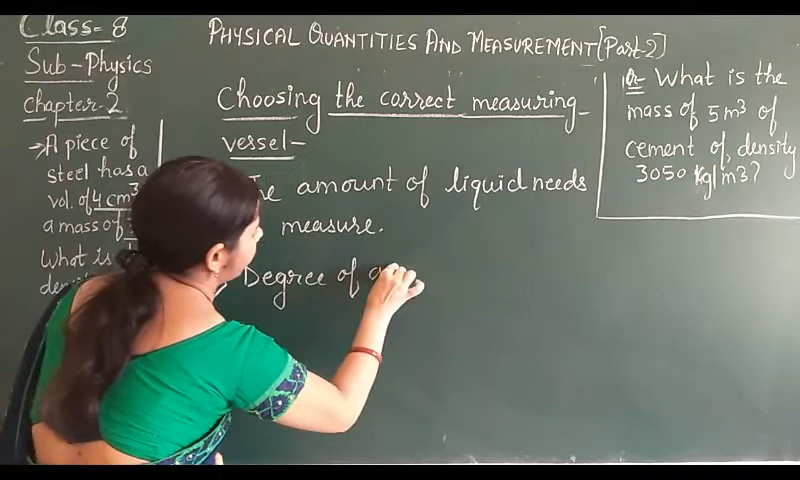 Class-8
Sub-Physics
chapter-2
→A piece of
steel has a
vol. of 4 cm³
a mass of
What is
PHYSICAL QUANTITIES AND MEASUREMENT [Part-2]
Choosing the correct measuring
vessel-
The amount of liquid needs
measure.
Degree of a
Q- What is the
mass of 5m³ of
cement of, density
3050 kg/m3?